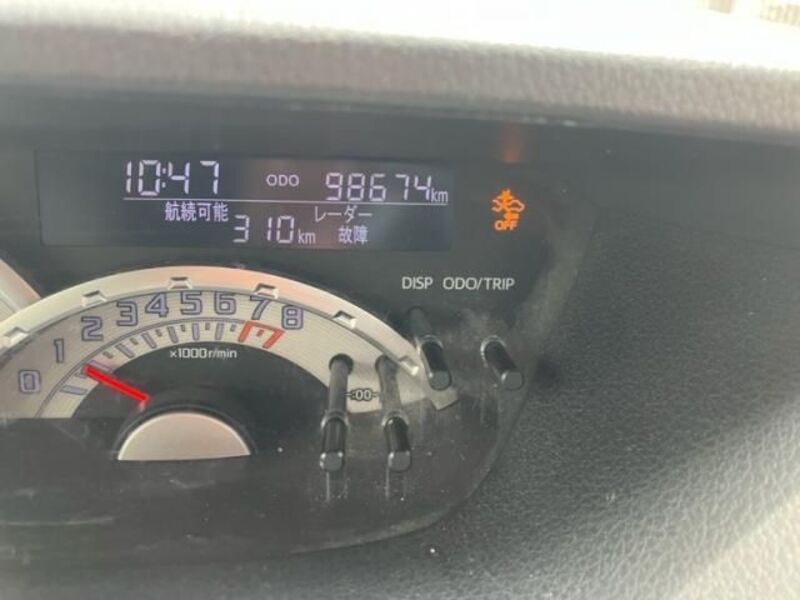 10:47 ODO 98674km
航続可能 レーダー
310km 故障
OFF
DISP ODO/TRIP
0 1 2 3 4 5 6 7 8
×1000r/min
:00